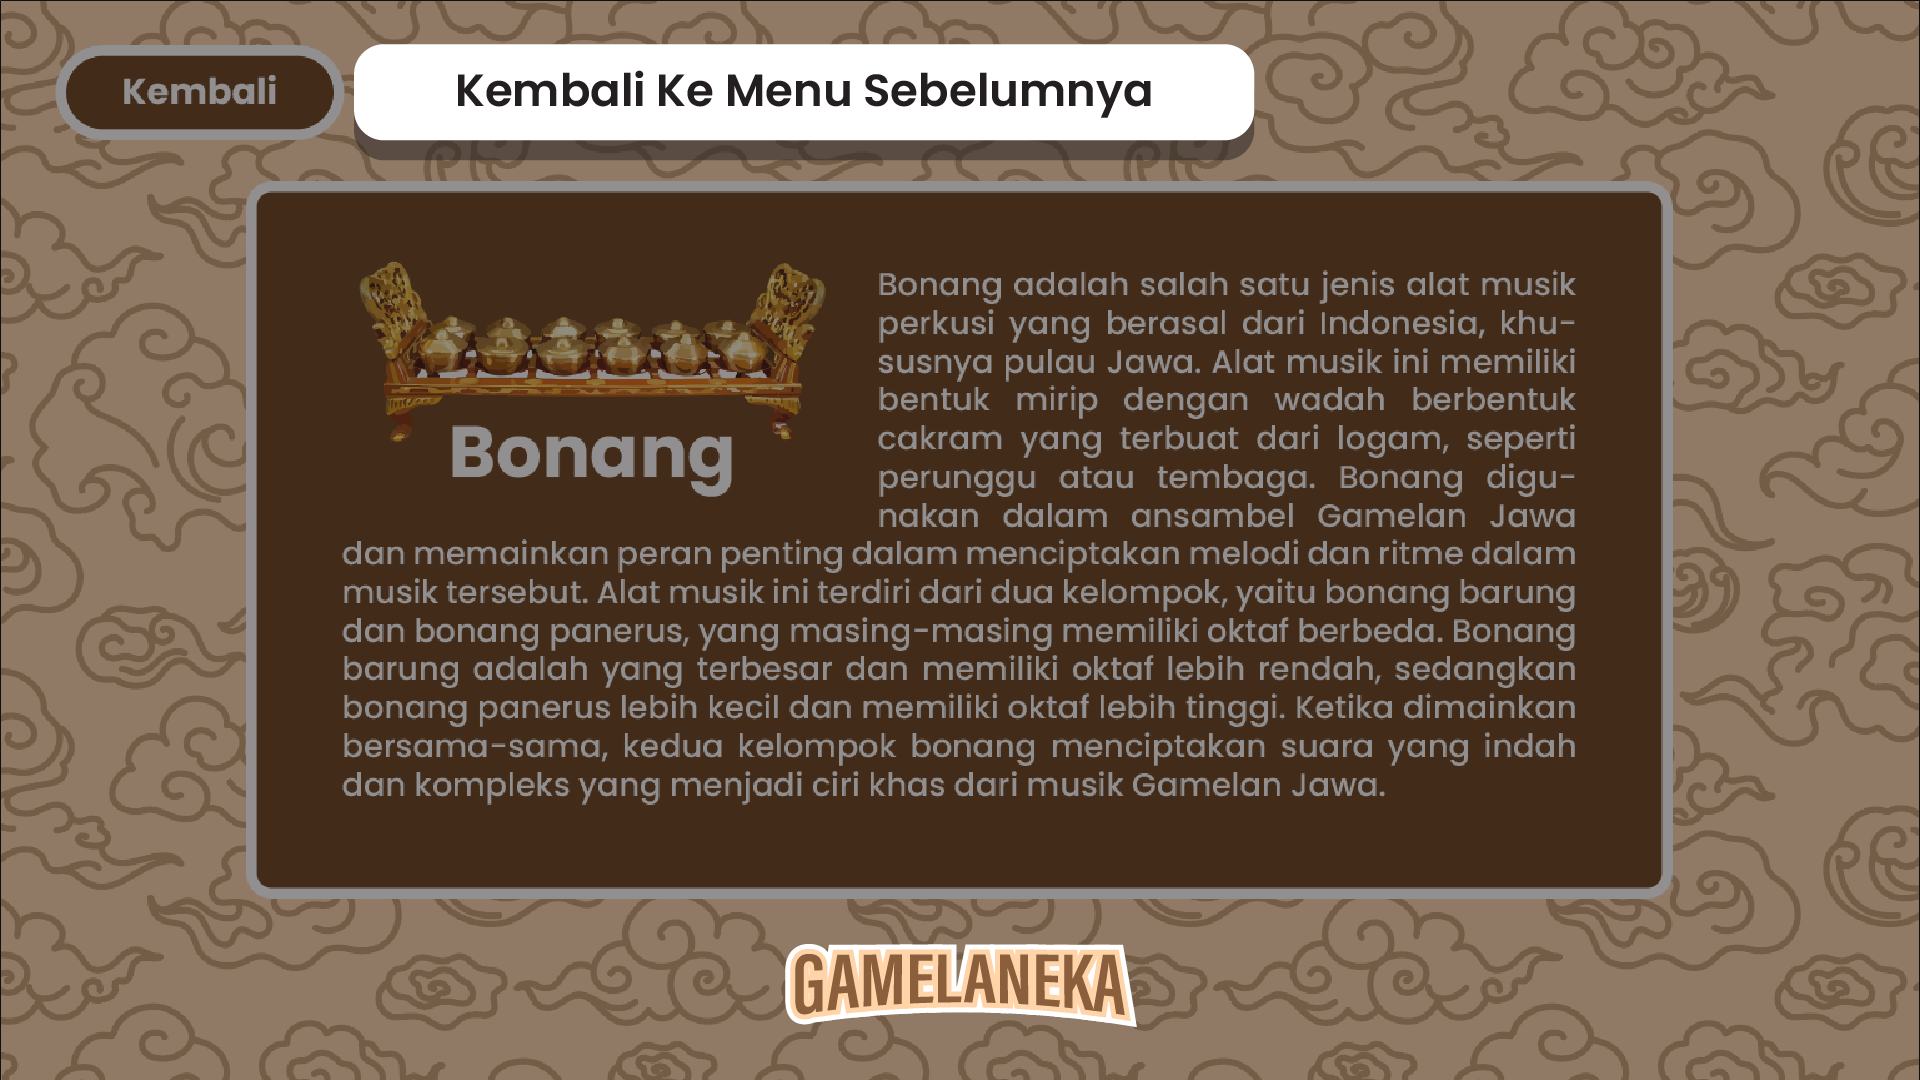 Kembali
Kembali Ke Menu Sebelumnya
Bonang
Bonang adalah salah satu jenis alat musik
perkusi yang berasal dari Indonesia, khu-
susnya pulau Jawa. Alat musik ini memiliki
bentuk mirip dengan wadah berbentuk
cakram yang terbuat dari logam, seperti
perunggu atau tembaga. Bonang digu-
nakan dalam ansambel Gamelan Jawa
dan memainkan peran penting dalam menciptakan melodi dan ritme dalam
musik tersebut. Alat musik ini terdiri dari dua kelompok, yaitu bonang barung
dan bonang panerus, yang masing-masing memiliki oktaf berbeda. Bonang
barung adalah yang terbesar dan memiliki oktaf lebih rendah, sedangkan
bonang panerus lebih kecil dan memiliki oktaf lebih tinggi. Ketika dimainkan
bersama-sama, kedua kelompok bonang menciptakan suara yang indah
dan kompleks yang menjadi ciri khas dari musik Gamelan Jawa.
GAMELANEKA